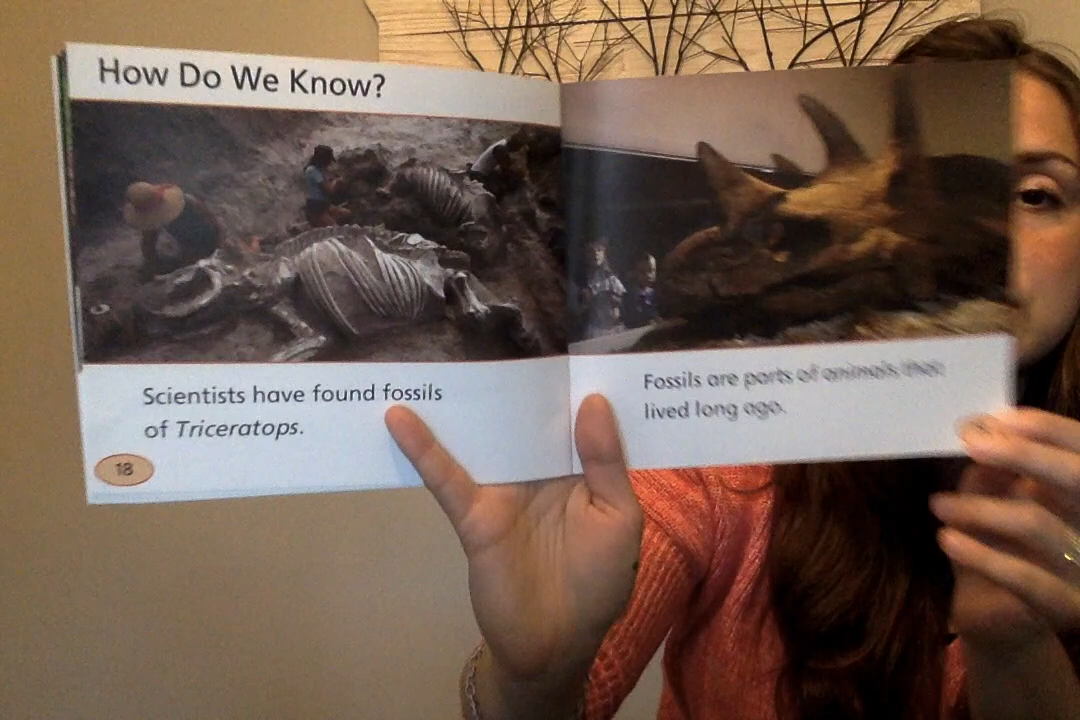 How Do We Know?
Scientists have found fossils
of Triceratops.
18
Fossils are parts of animals that
lived long ago.